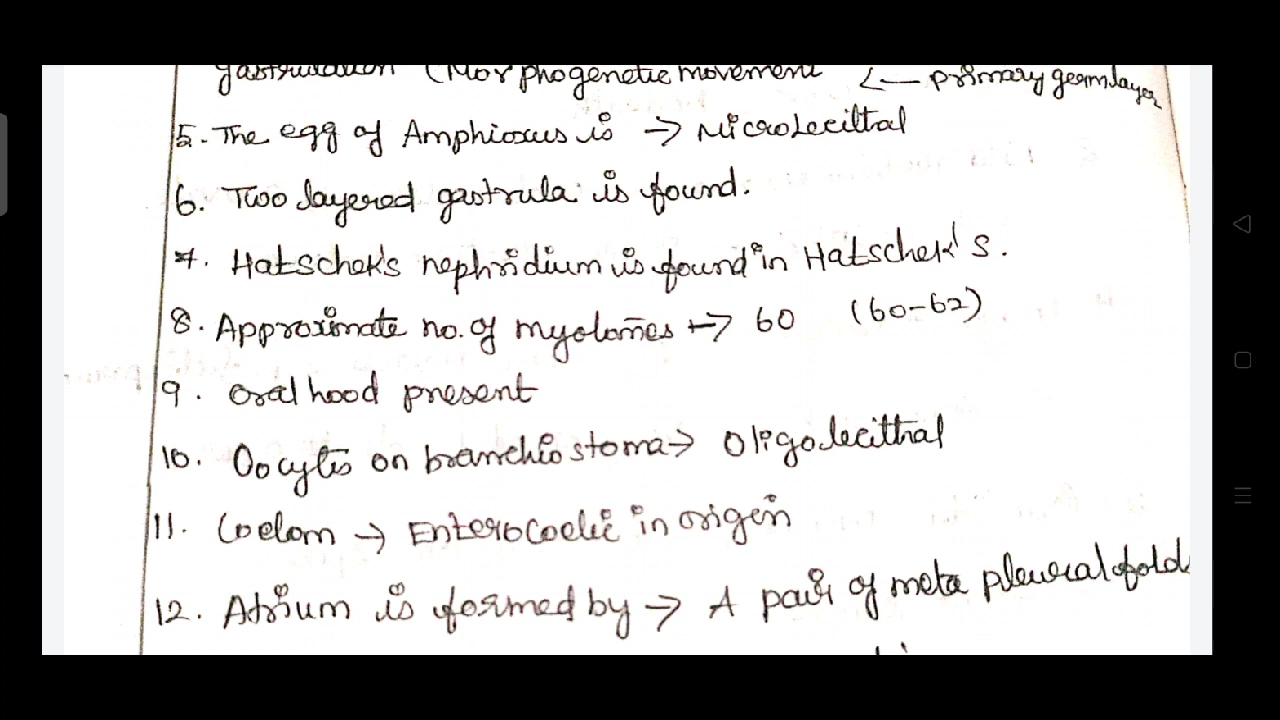 gastrulation (Morphogenetic movement ← primary germ layer
5. The egg of Amphioxus is → Microlecithal
6. Two layered gastrula is found.
7. Hatschek's nephridium is found in Hatschek's.
8. Approximate no. of myotomes → 60 (60-62)
9. Oral hood present
10. Oocytes on branchiostoma → Oligolecithal
11. Coelom → Enterocoelic in origin
12. Atrium is formed by → A pair of meta pleural fold